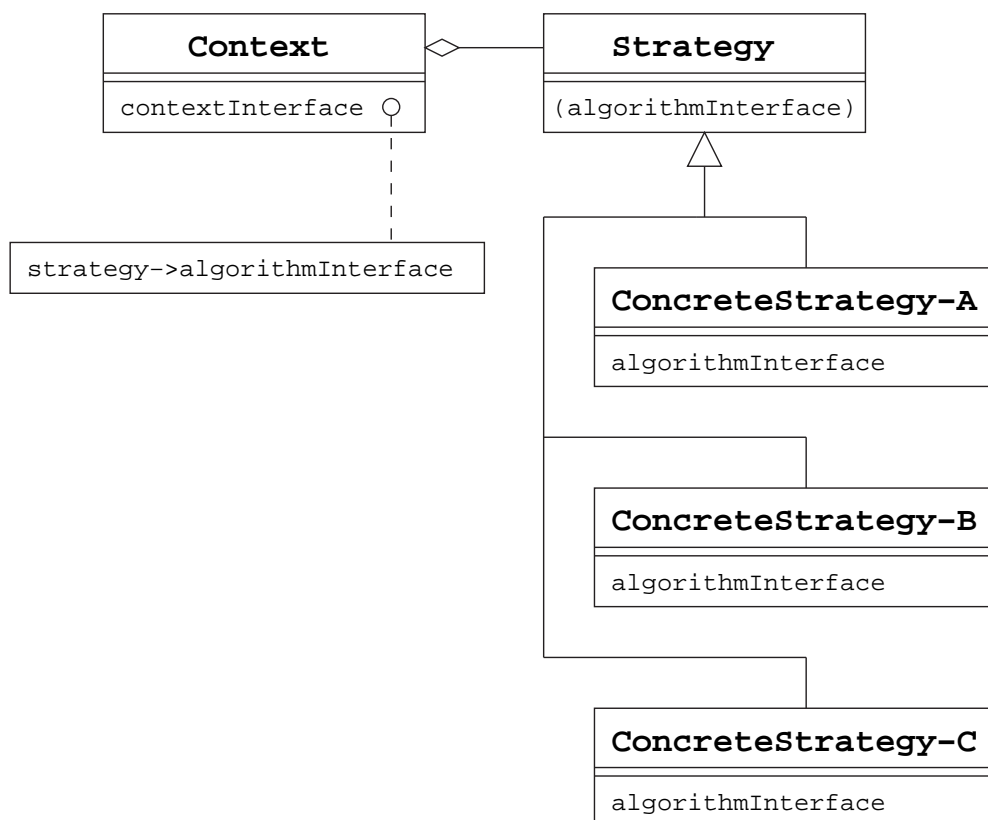 Context
contextInterface
Strategy
(algorithmInterface)
strategy->algorithmInterface
ConcreteStrategy-A
algorithmInterface
ConcreteStrategy-B
algorithmInterface
ConcreteStrategy-C
algorithmInterface